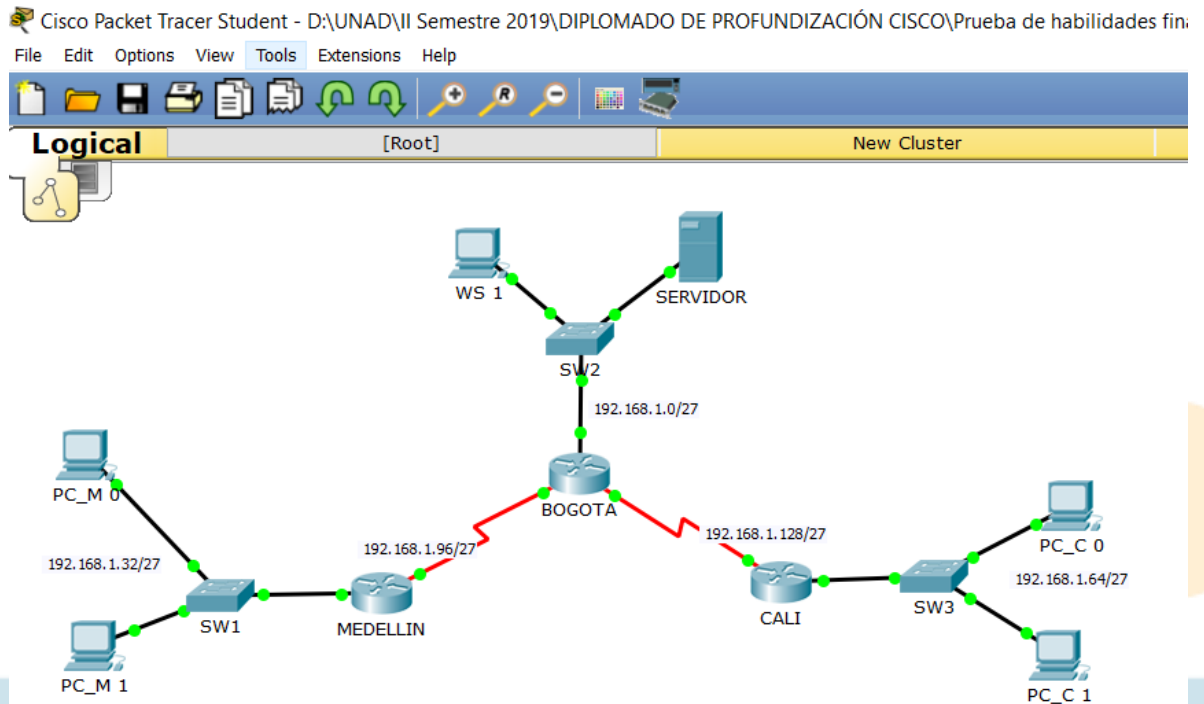 Cisco Packet Tracer Student - D:\UNAD\II Semestre 2019\DIPLOMADO DE PROFUNDIZACIÓN CISCO\Prueba de habilidades fina
File Edit Options View Tools Extensions Help
Logical [Root] New Cluster
WS 1
SERVIDOR
SW2
192.168.1.0/27
PC_M 0
BOGOTA
192.168.1.128/27
PC_C 0
192.168.1.96/27
192.168.1.32/27
192.168.1.64/27
SW1
MEDELLIN
CALI
SW3
PC_M 1
PC_C 1